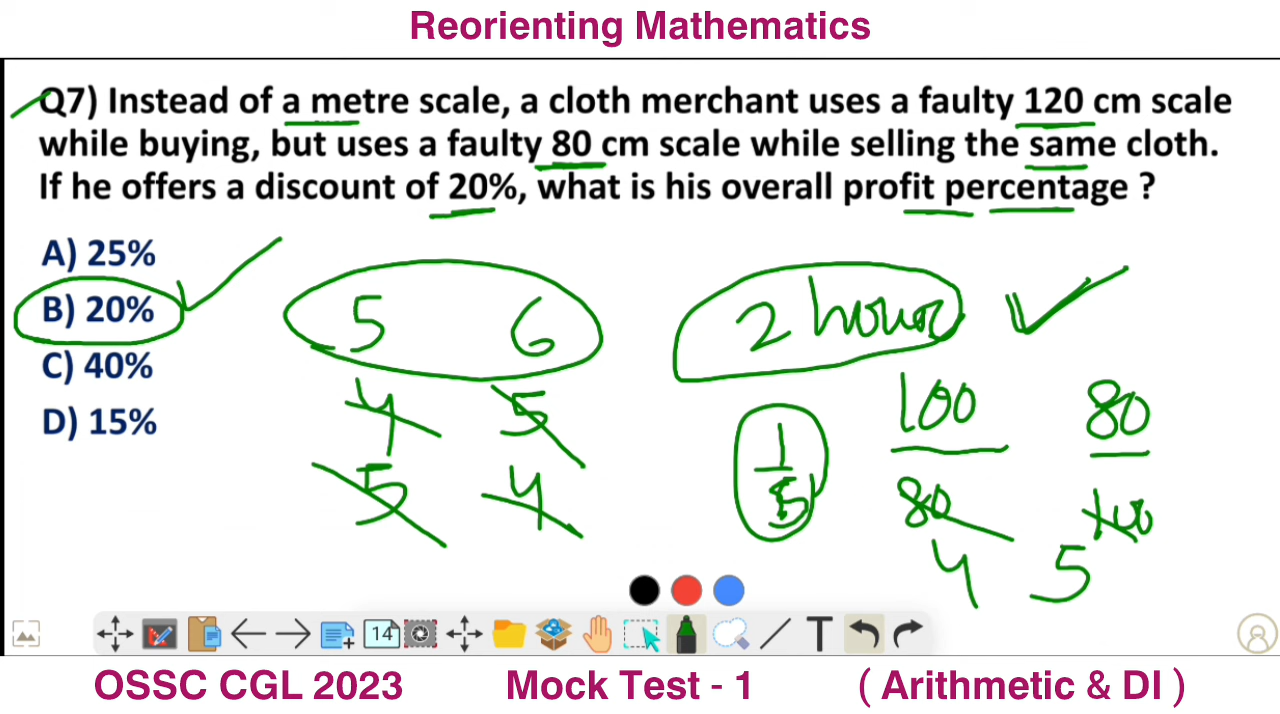 Reorienting Mathematics
Q7) Instead of a metre scale, a cloth merchant uses a faulty 120 cm scale
while buying, but uses a faulty 80 cm scale while selling the same cloth.
If he offers a discount of 20%, what is his overall profit percentage ?
A) 25%
B) 20%
C) 40%
D) 15%
5 6
4 5
5 4
2 hour
1
5
100 80
80 100
4 5
14
T
OSSC CGL 2023 Mock Test - 1 ( Arithmetic & DI )